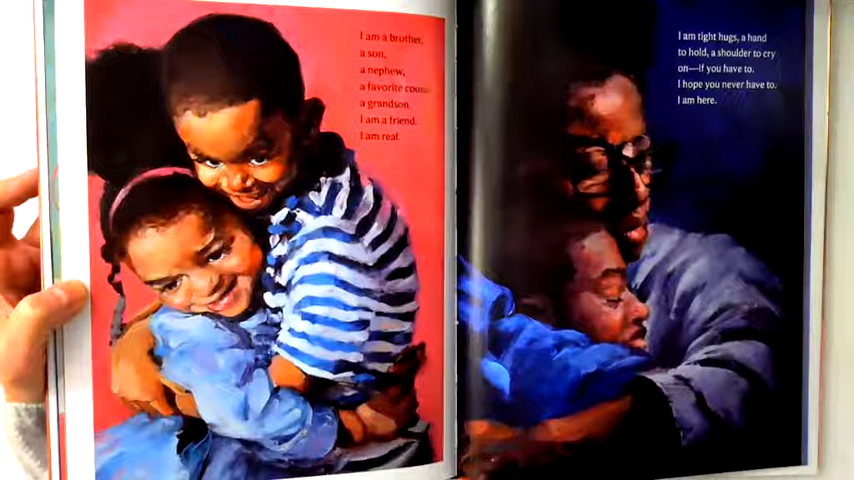 I am a brother,
a son,
a nephew,
a favorite cousin
a grandson.
I am a friend.
I am real.
I am tight hugs, a hand
to hold, a shoulder to cry
on—if you have to.
I hope you never have to.
I am here.